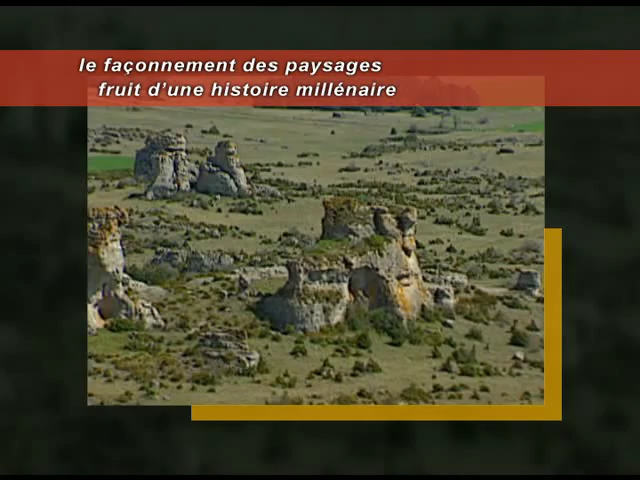 le façonnement des paysages
fruit d'une histoire millénaire